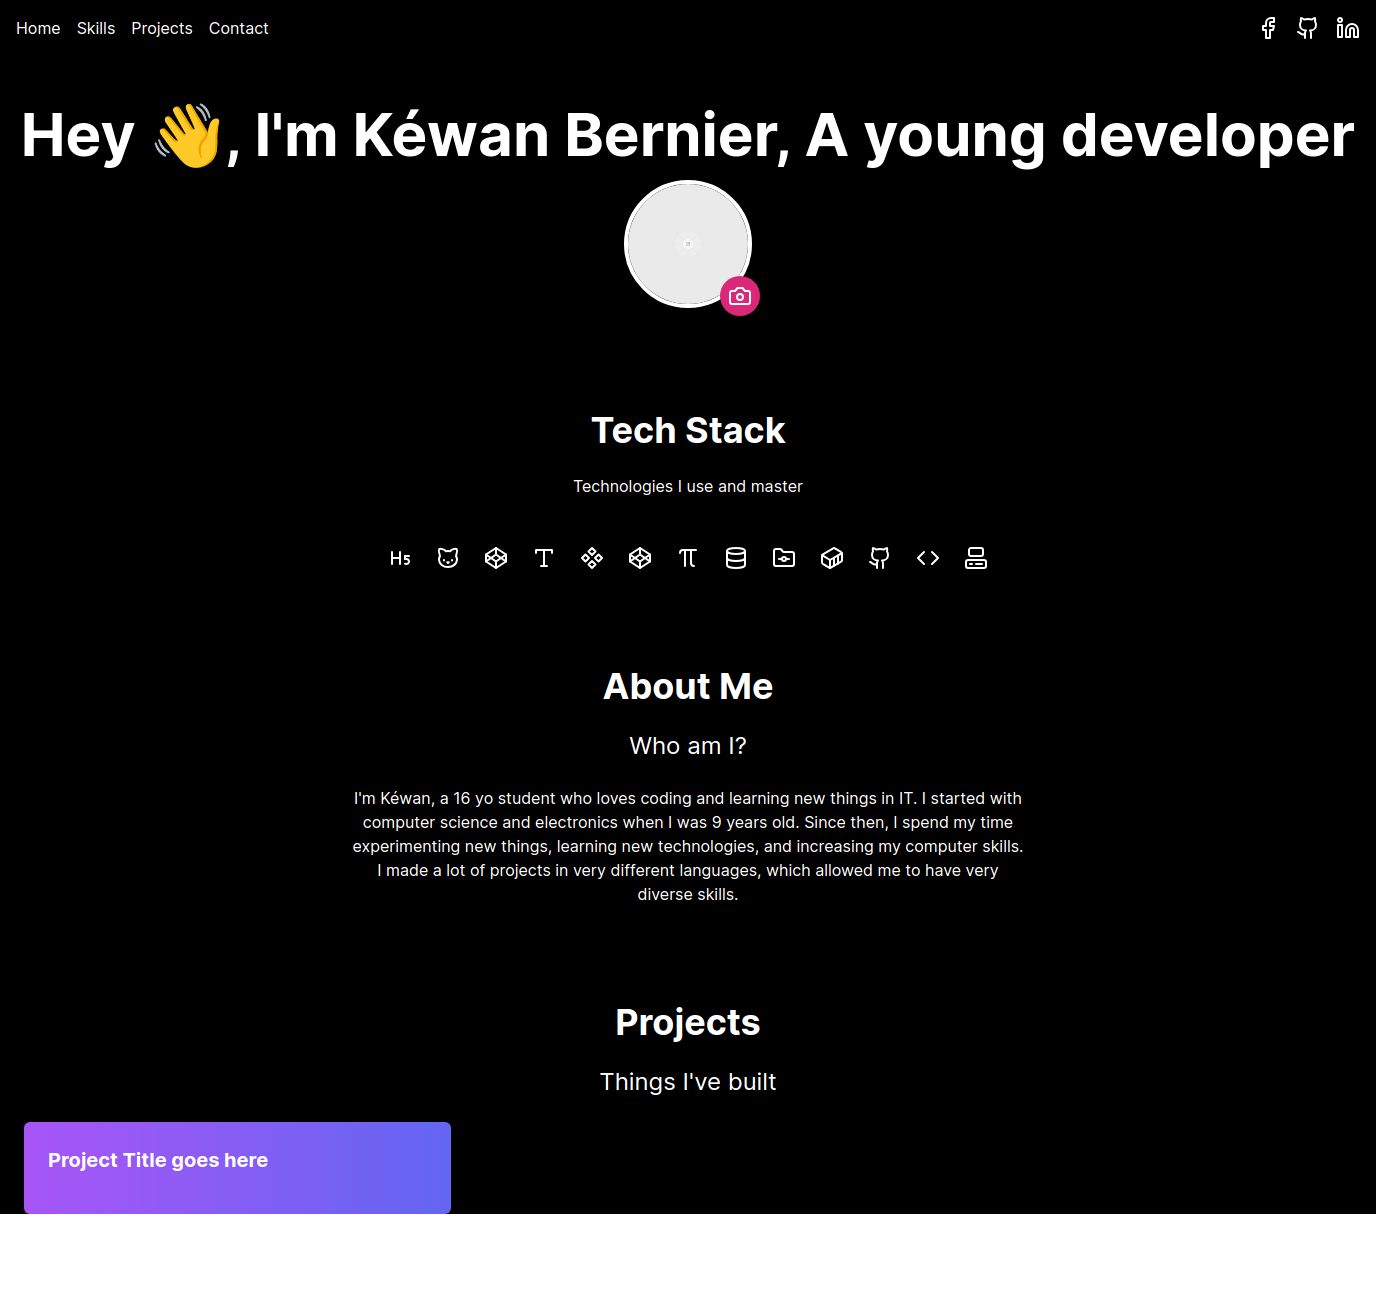 Home Skills Projects Contact
Hey 👋, I'm Kéwan Bernier, A young developer
Tech Stack
Technologies I use and master
H5
About Me
Who am I?
I'm Kéwan, a 16 yo student who loves coding and learning new things in IT. I started with
computer science and electronics when I was 9 years old. Since then, I spend my time
experimenting new things, learning new technologies, and increasing my computer skills.
I made a lot of projects in very different languages, which allowed me to have very
diverse skills.
Projects
Things I've built
Project Title goes here